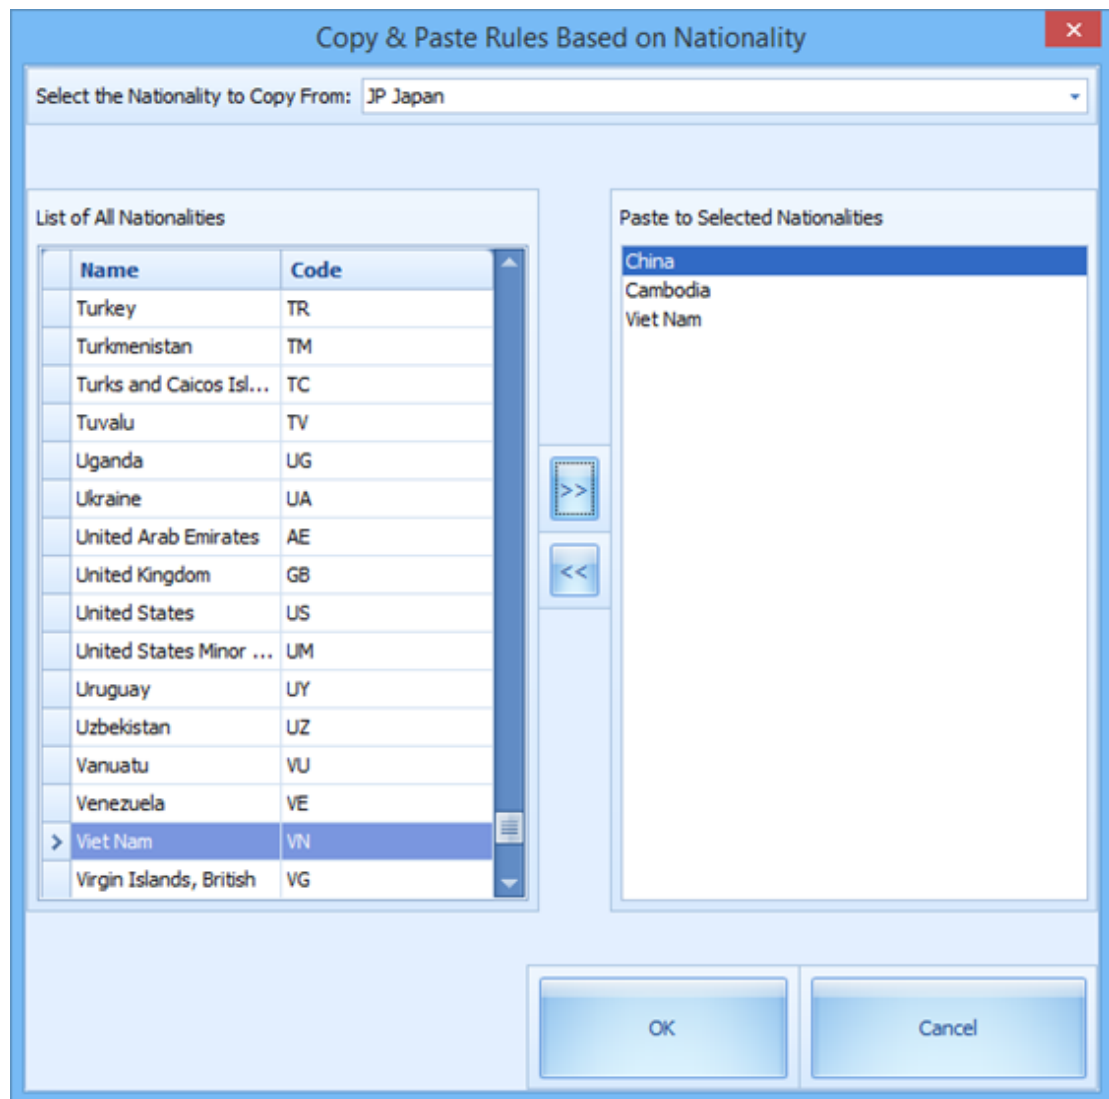 Copy & Paste Rules Based on Nationality
Select the Nationality to Copy From: JP Japan
List of All Nationalities
Name Code
Turkey TR
Turkmenistan TM
Turks and Caicos Isl... TC
Tuvalu TV
Uganda UG
Ukraine UA
United Arab Emirates AE
United Kingdom GB
United States US
United States Minor ... UM
Uruguay UY
Uzbekistan UZ
Vanuatu VU
Venezuela VE
Viet Nam VN
Virgin Islands, British VG
>>
<<
Paste to Selected Nationalities
China
Cambodia
Viet Nam
OK Cancel